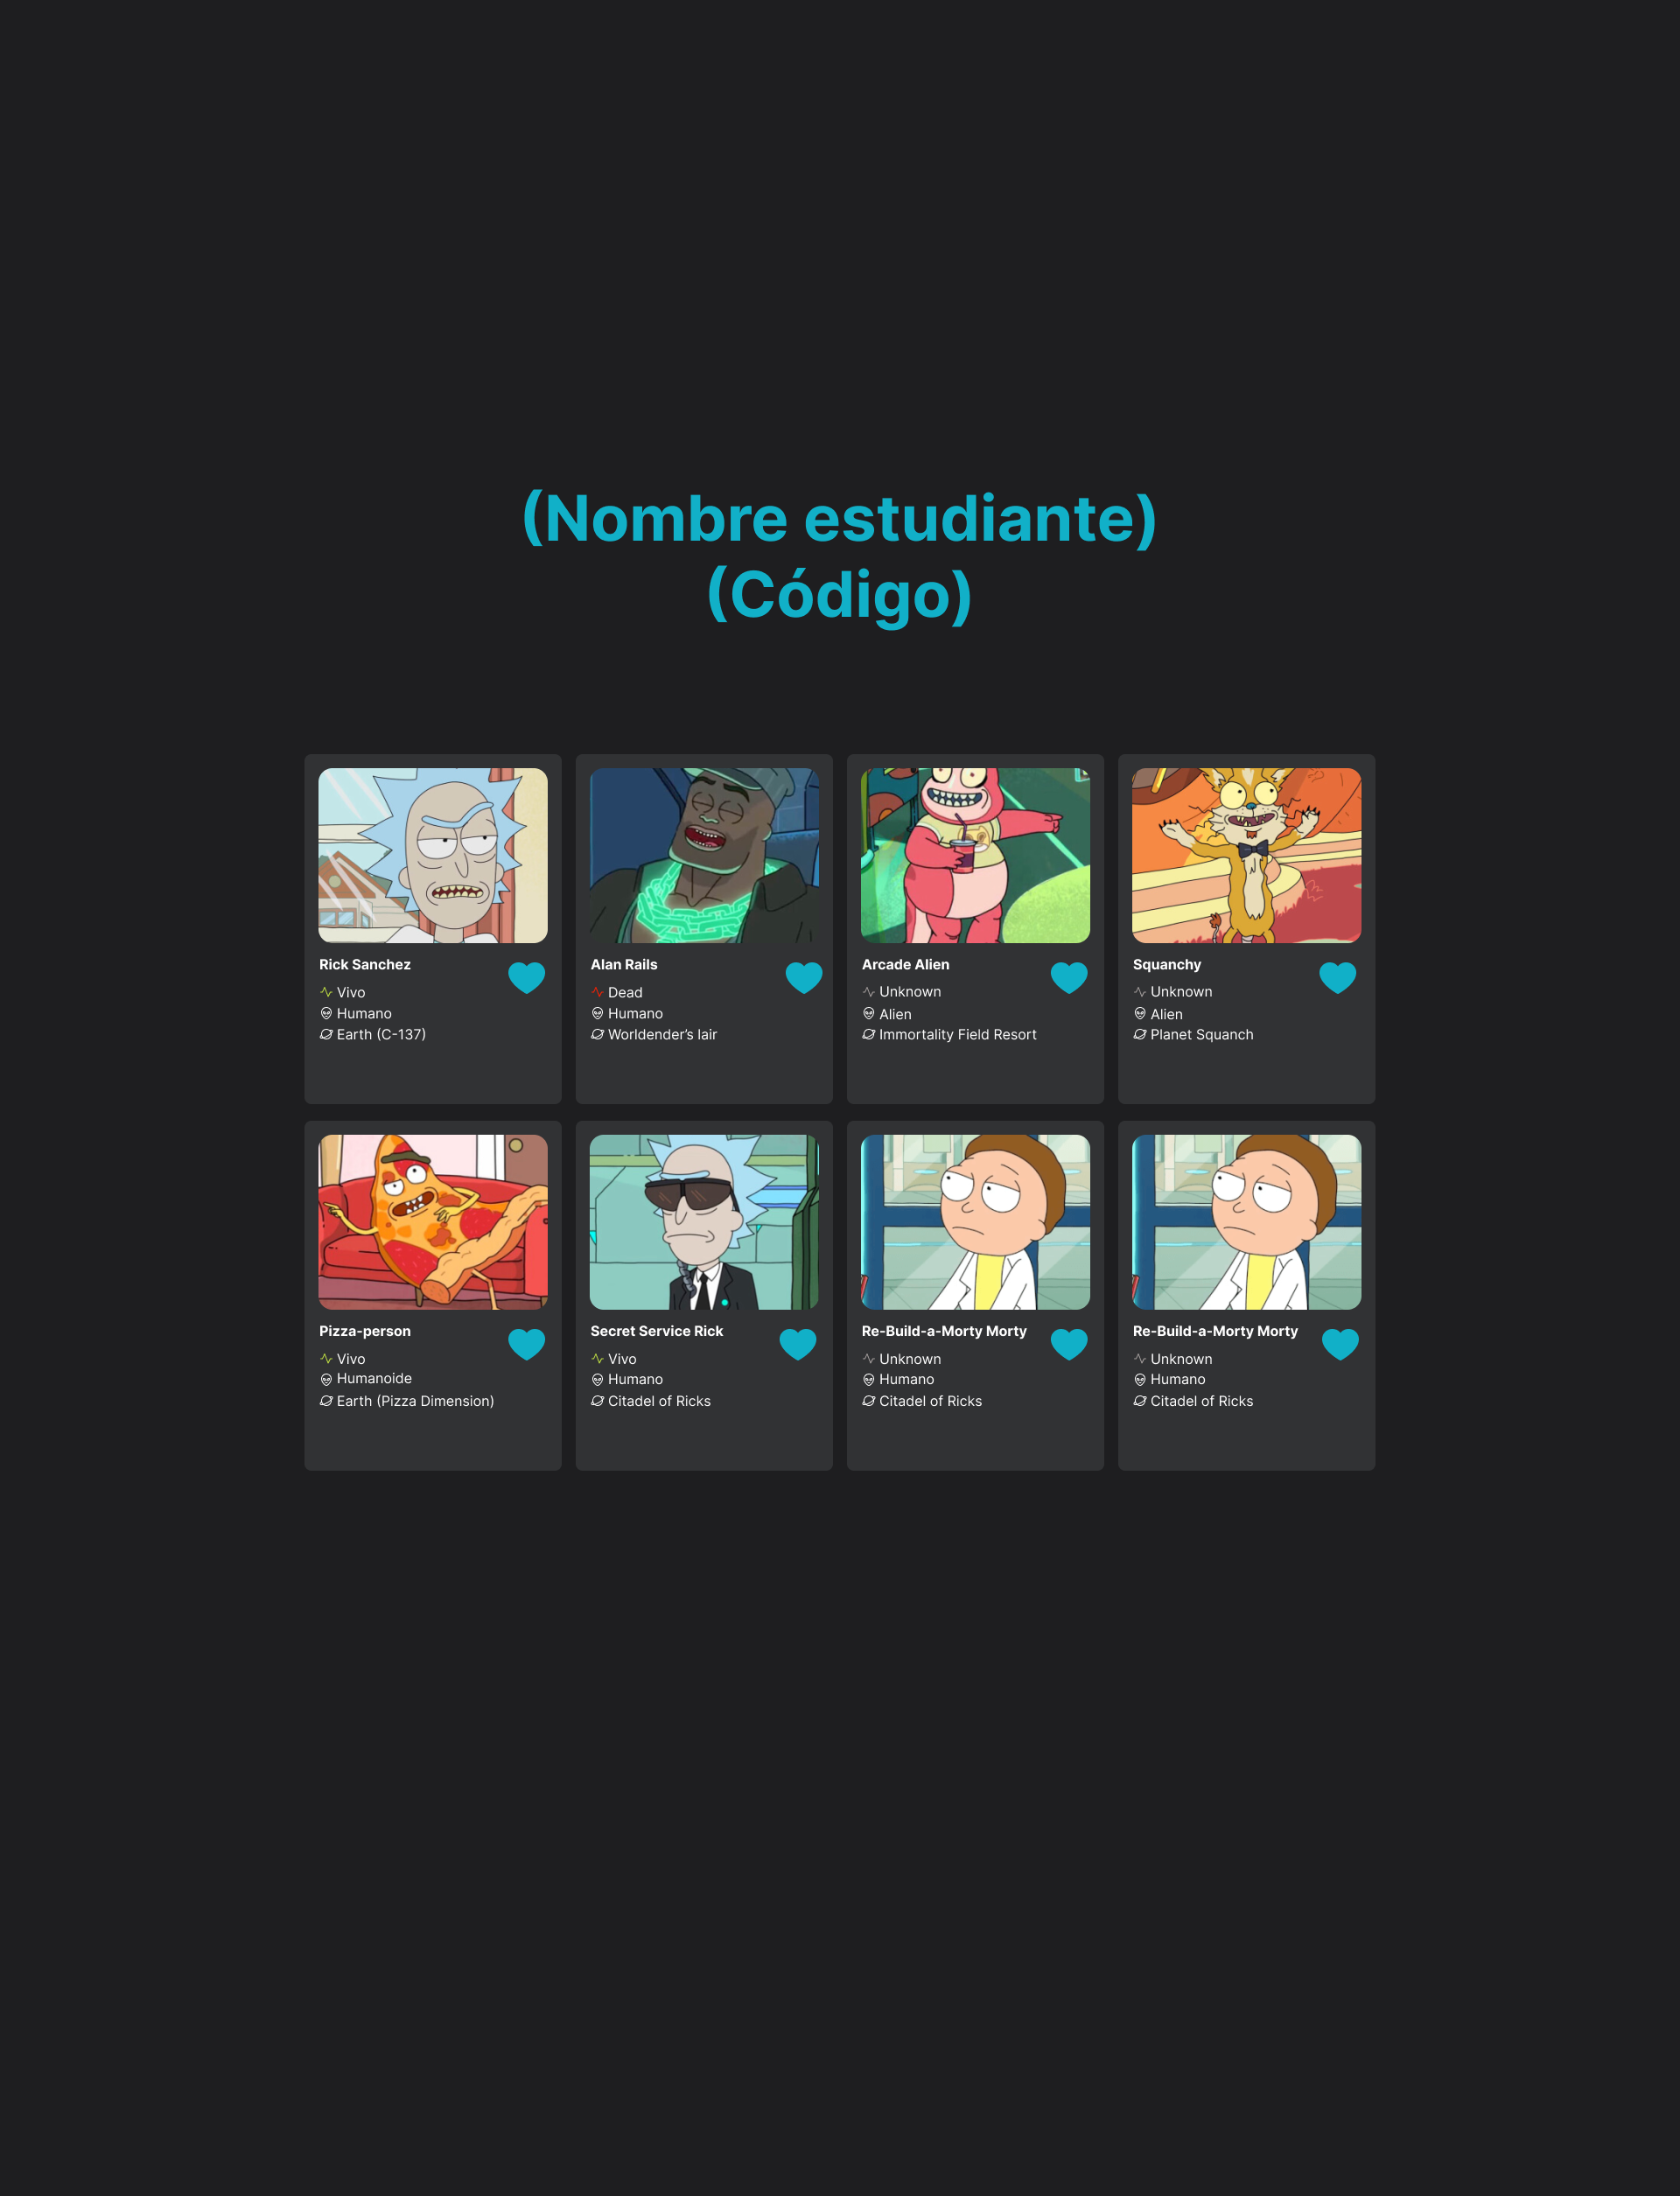 (Nombre estudiante)
(Código)
Rick Sanchez
Vivo
Humano
Earth (C-137)
Alan Rails
Dead
Humano
Worldender’s lair
Arcade Alien
Unknown
Alien
Immortality Field Resort
Squanchy
Unknown
Alien
Planet Squanch
Pizza-person
Vivo
Humanoide
Earth (Pizza Dimension)
Secret Service Rick
Vivo
Humano
Citadel of Ricks
Re-Build-a-Morty Morty
Unknown
Humano
Citadel of Ricks
Re-Build-a-Morty Morty
Unknown
Humano
Citadel of Ricks